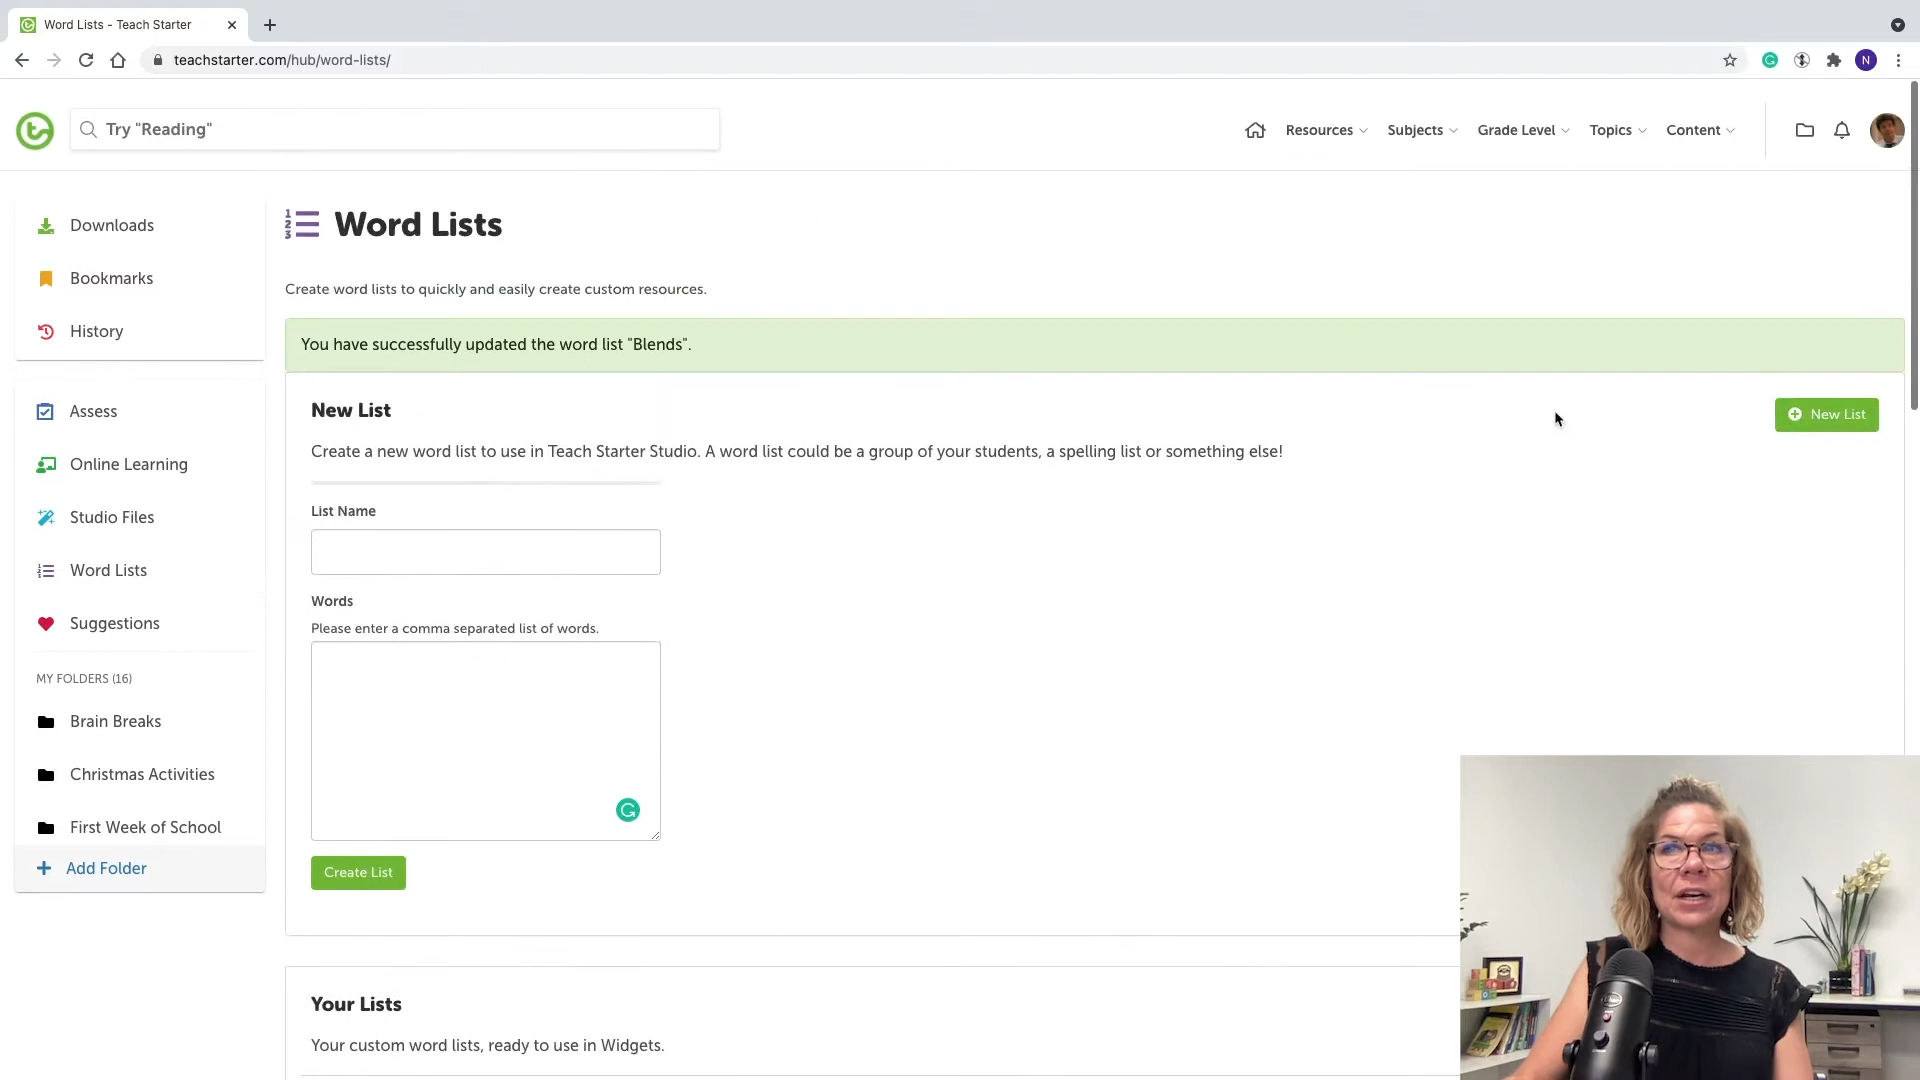 Word Lists - Teach Starter
teachstarter.com/hub/word-lists/
N
Try "Reading"
Resources
Subjects
Grade Level
Topics
Content
Downloads
Bookmarks
History
Assess
Online Learning
Studio Files
Word Lists
Suggestions
MY FOLDERS (16)
Brain Breaks
Christmas Activities
First Week of School
Add Folder
Word Lists
Create word lists to quickly and easily create custom resources.
You have successfully updated the word list "Blends".
New List
New List
Create a new word list to use in Teach Starter Studio. A word list could be a group of your students, a spelling list or something else!
List Name
Words
Please enter a comma separated list of words.
Create List
Your Lists
Your custom word lists, ready to use in Widgets.